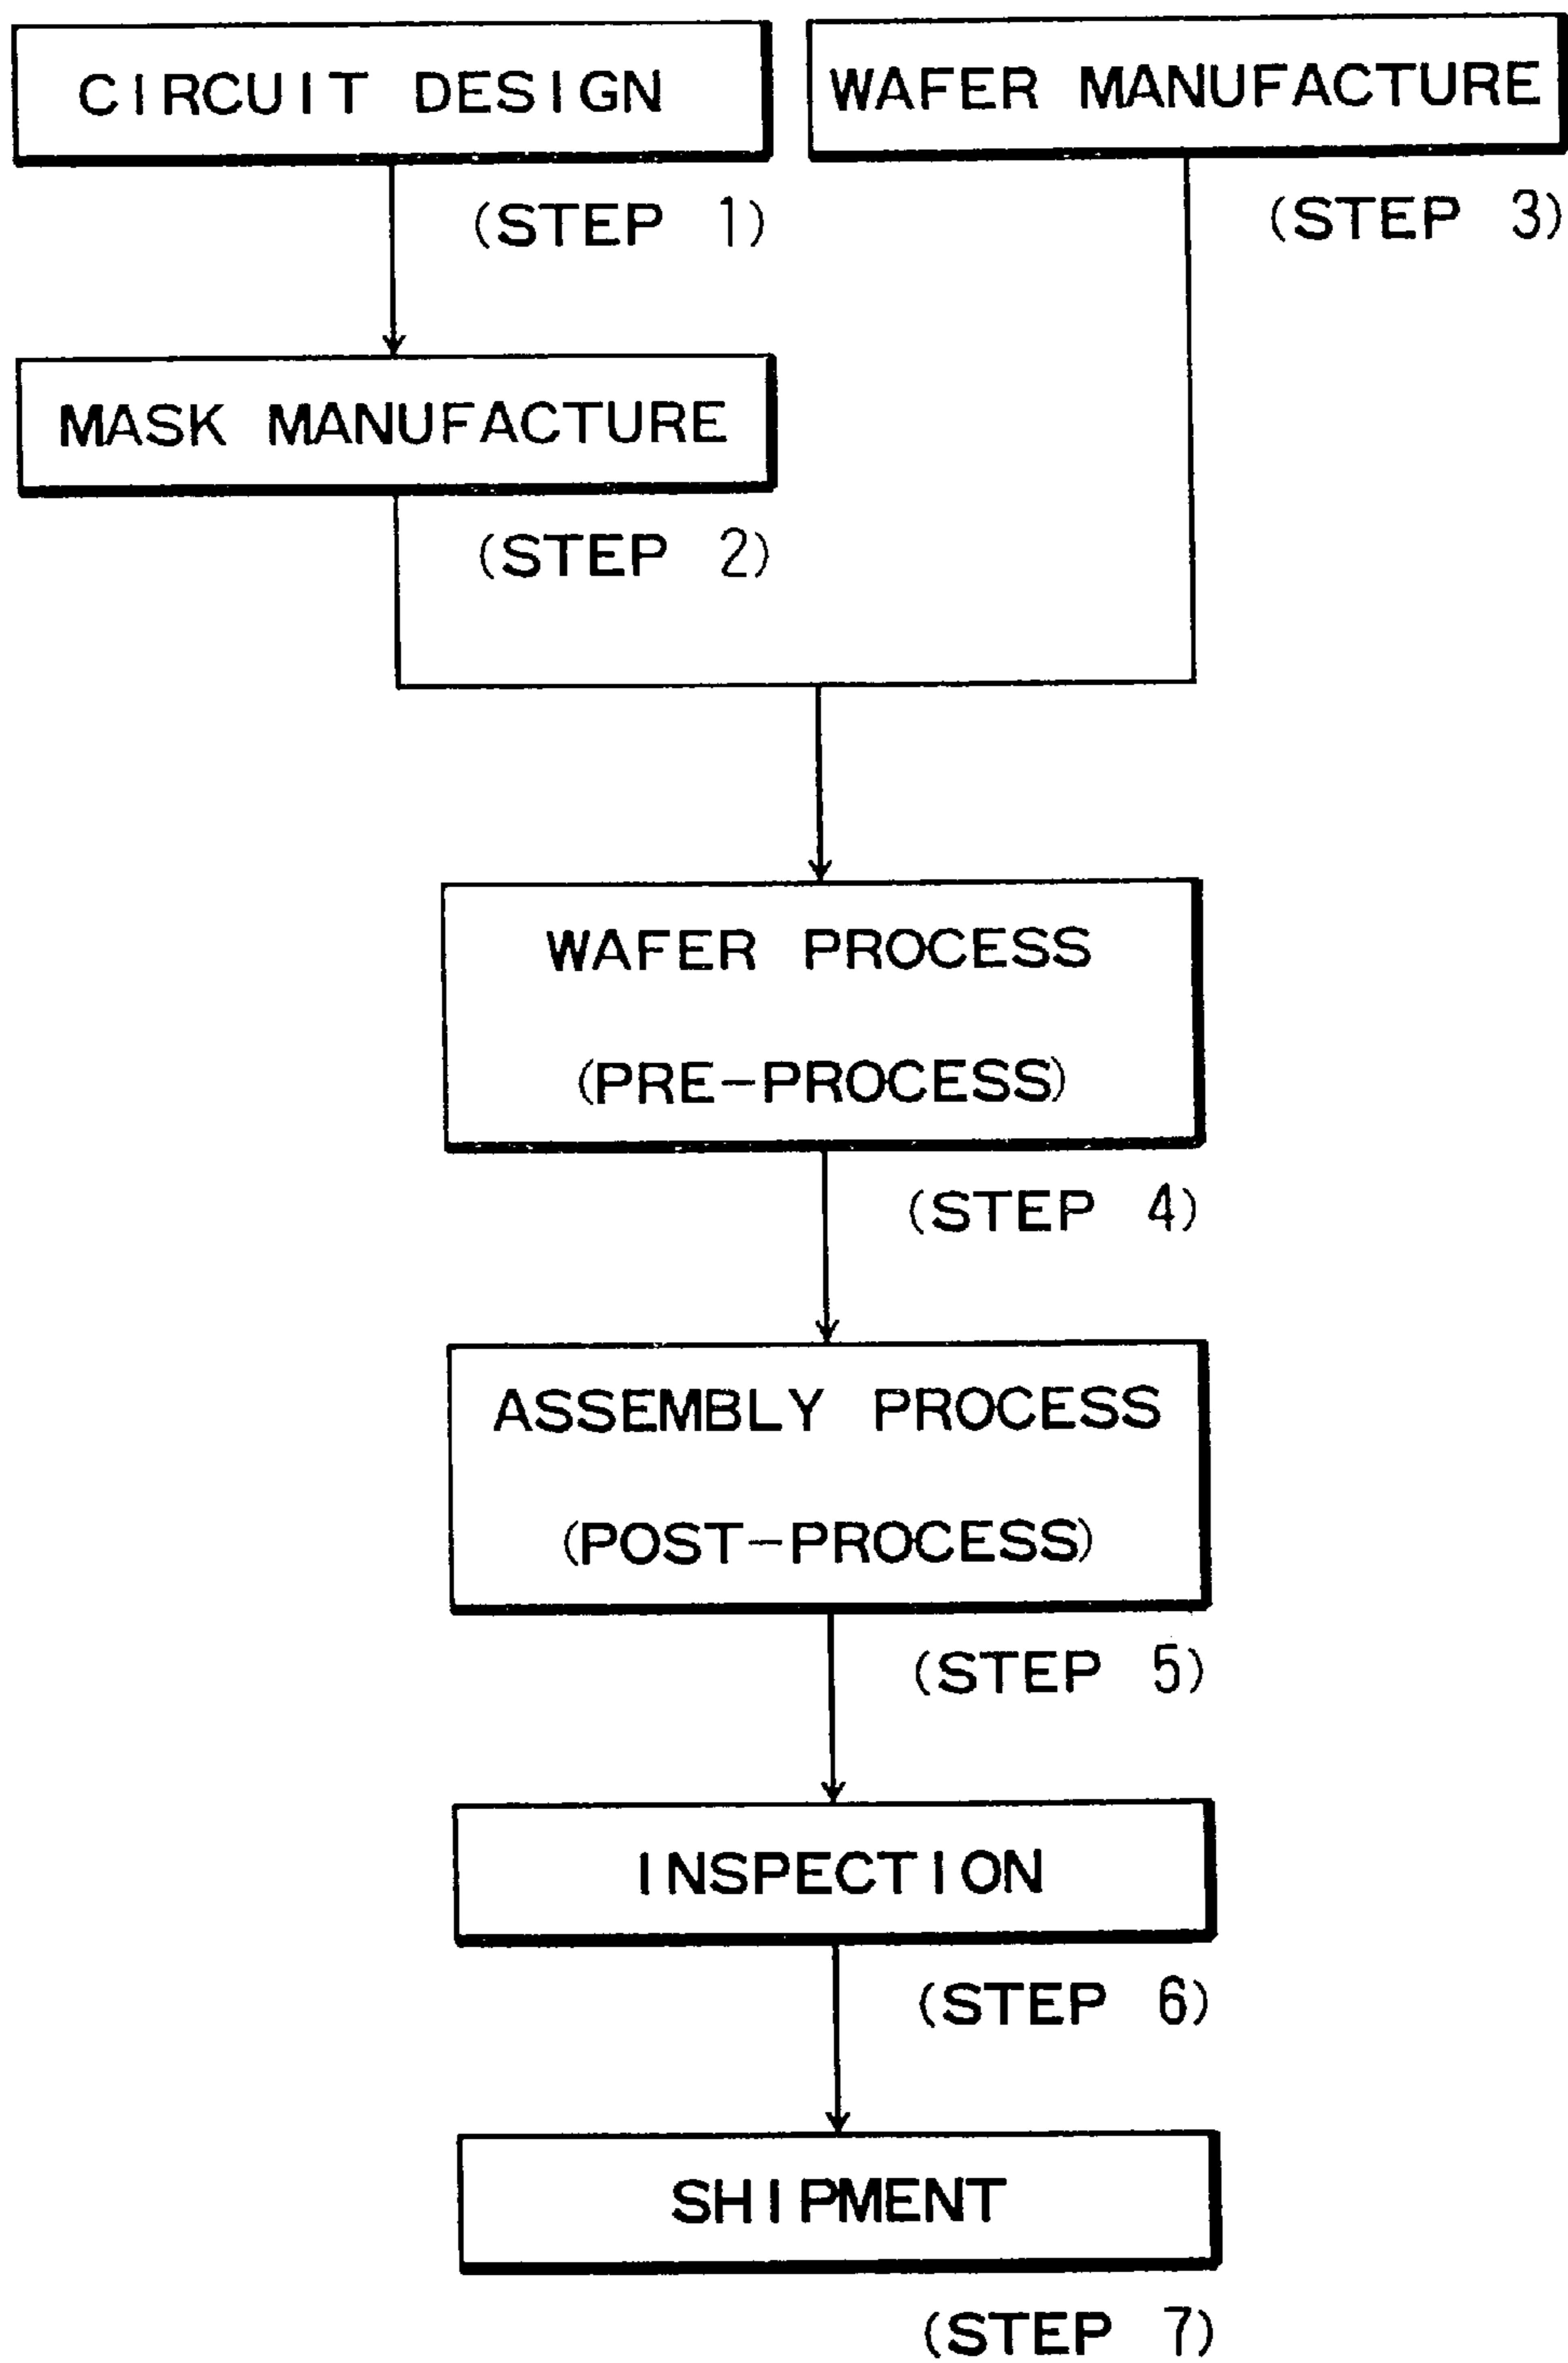 CIRCUIT DESIGN
(STEP 1)
WAFER MANUFACTURE
(STEP 3)
MASK MANUFACTURE
(STEP 2)
WAFER PROCESS
(PRE-PROCESS)
(STEP 4)
ASSEMBLY PROCESS
(POST-PROCESS)
(STEP 5)
INSPECTION
(STEP 6)
SHIPMENT
(STEP 7)